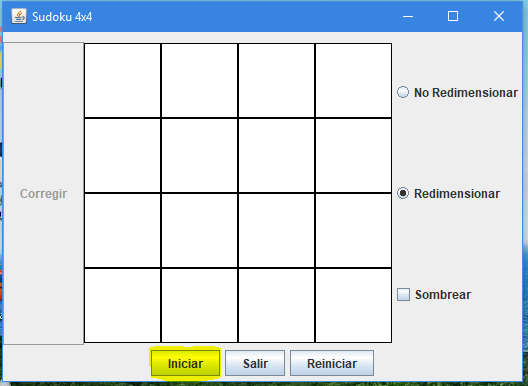 Sudoku 4x4
Corregir
No Redimensionar
Redimensionar
Sombrear
Iniciar
Salir
Reiniciar